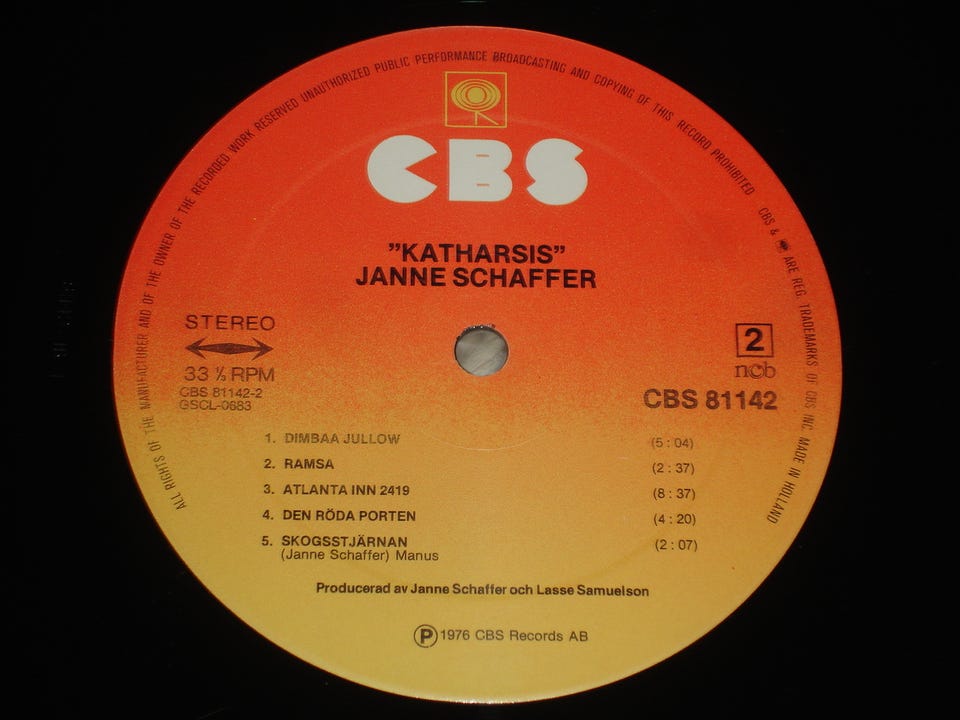 ALL RIGHTS OF THE MANUFACTURER AND OF THE OWNER OF THE RECORDED WORK RESERVED UNAUTHORIZED PUBLIC PERFORMANCE BROADCASTING AND COPYING OF THIS RECORD PROHIBITED CBS & ARE REG. TRADEMARKS OF CBS INC. MADE IN HOLLAND
CBS
”KATHARSIS”
JANNE SCHAFFER
STEREO
33 ⅓ RPM
CBS 81142-2
GSCL-0683
2
ncb
CBS 81142
1. DIMBAA JULLOW (5 : 04)
2. RAMSA (2 : 37)
3. ATLANTA INN 2419 (8 : 37)
4. DEN RÖDA PORTEN (4 : 20)
5. SKOGSSTJÄRNAN (2 : 07)
(Janne Schaffer) Manus
Producerad av Janne Schaffer och Lasse Samuelson
Ⓟ 1976 CBS Records AB